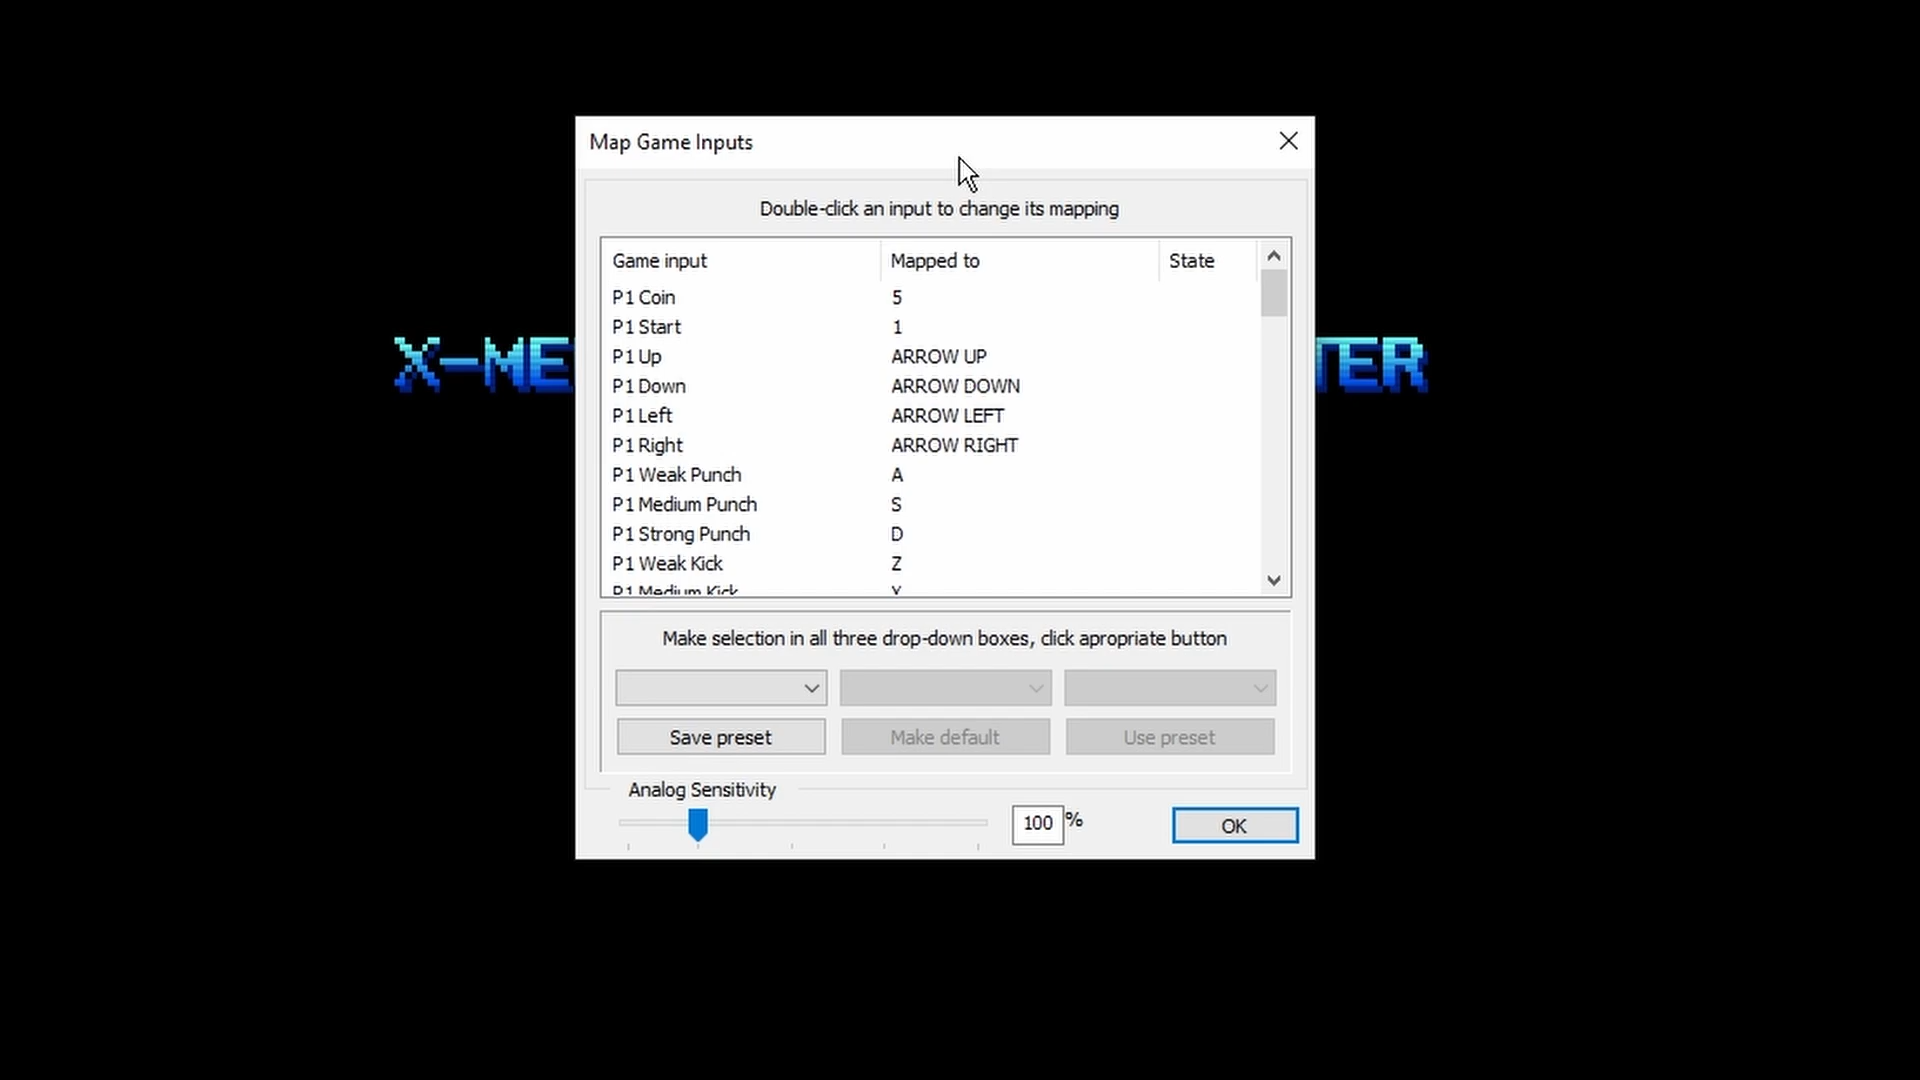 Map Game Inputs
Double-click an input to change its mapping
Game input Mapped to State
P1 Coin 5
P1 Start 1
P1 Up ARROW UP
P1 Down ARROW DOWN
X-ME TER
P1 Left ARROW LEFT
P1 Right ARROW RIGHT
P1 Weak Punch A
P1 Medium Punch S
P1 Strong Punch D
P1 Weak Kick Z
P1 Medium Kick
Make selection in all three drop-down boxes, click apropriate button
Save preset Make default Use preset
Analog Sensitivity
100 % OK